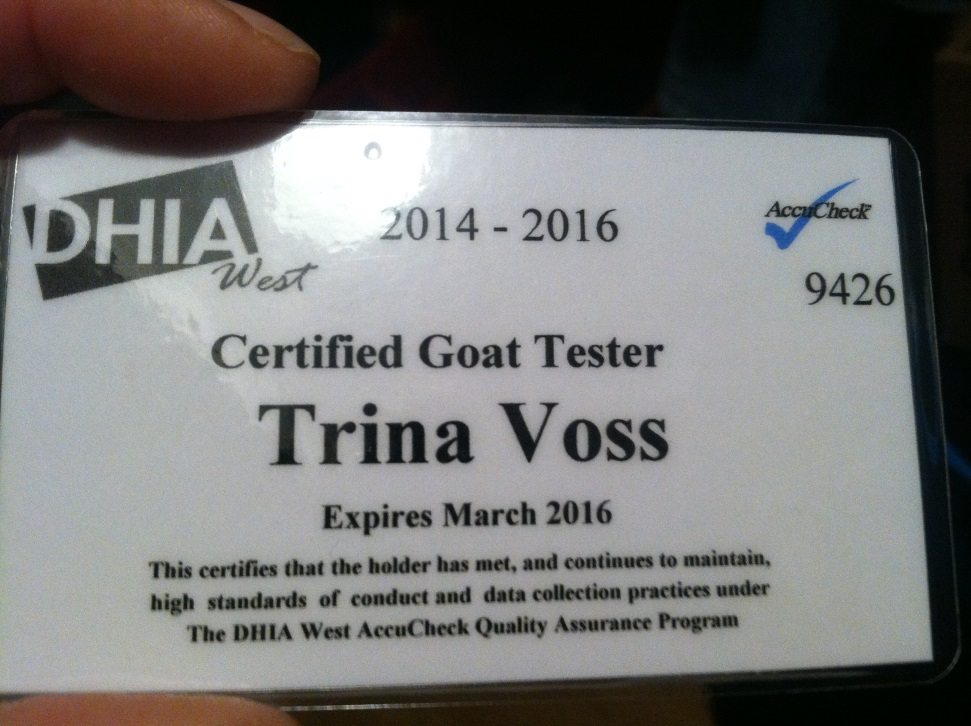 DHIA
West
2014 - 2016
AccuCheck
9426
Certified Goat Tester
Trina Voss
Expires March 2016
This certifies that the holder has met, and continues to maintain,
high standards of conduct and data collection practices under
The DHIA West AccuCheck Quality Assurance Program